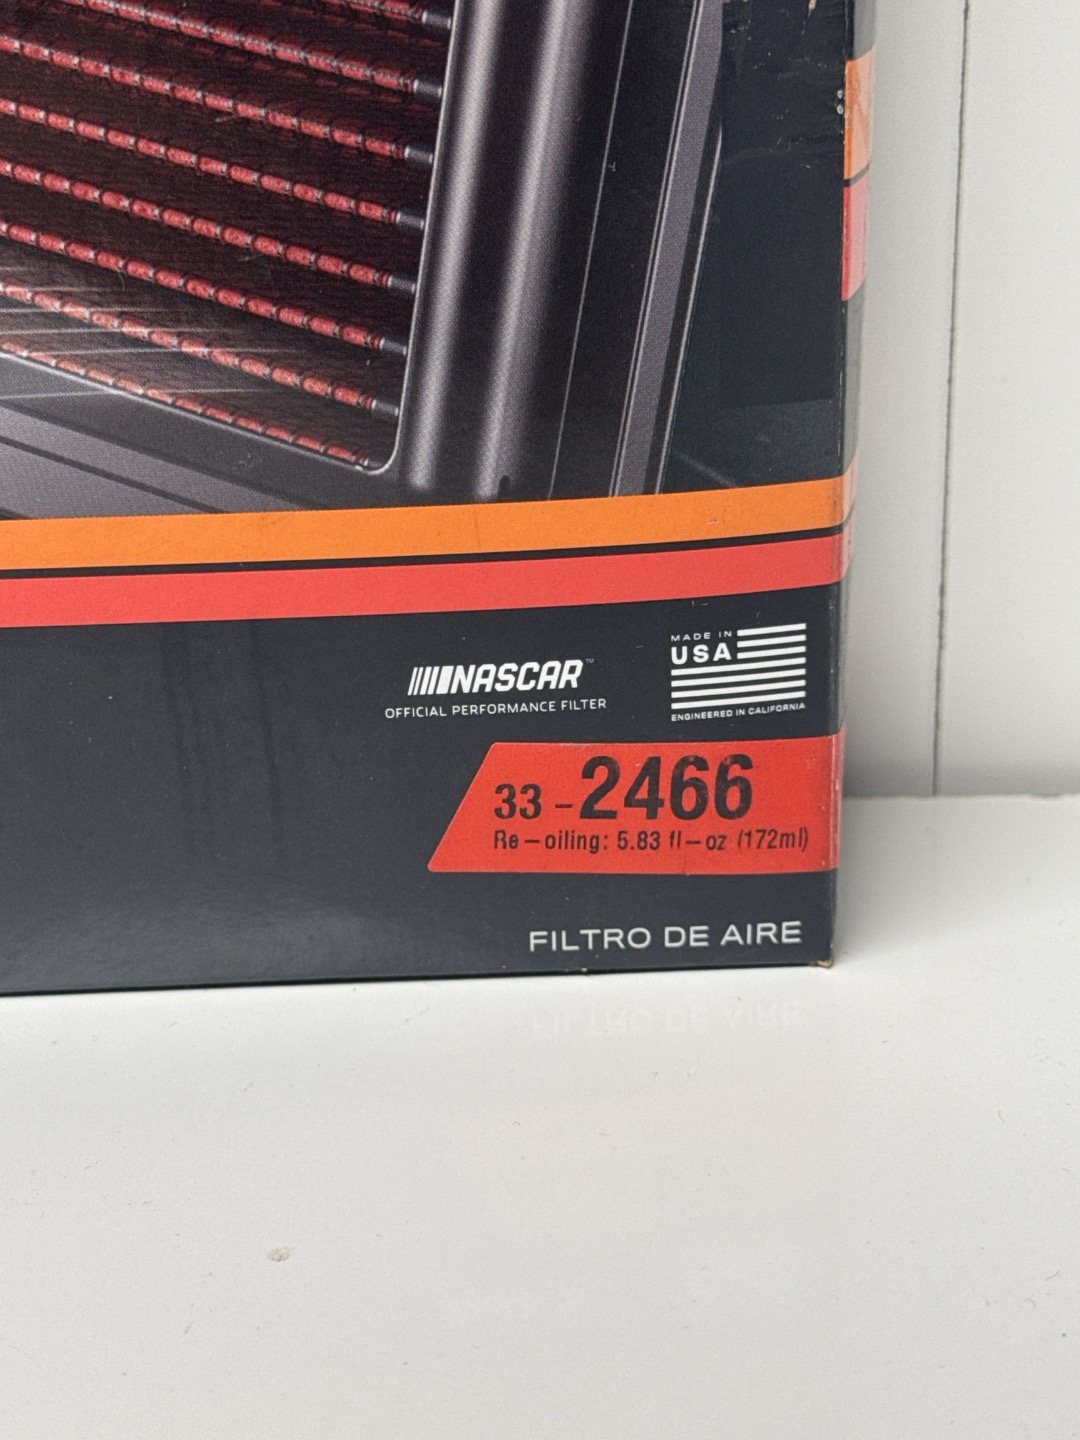 NASCAR™
OFFICIAL PERFORMANCE FILTER
MADE IN
USA
ENGINEERED IN CALIFORNIA
33-2466
Re-oiling: 5.83 fl-oz (172ml)
FILTRO DE AIRE